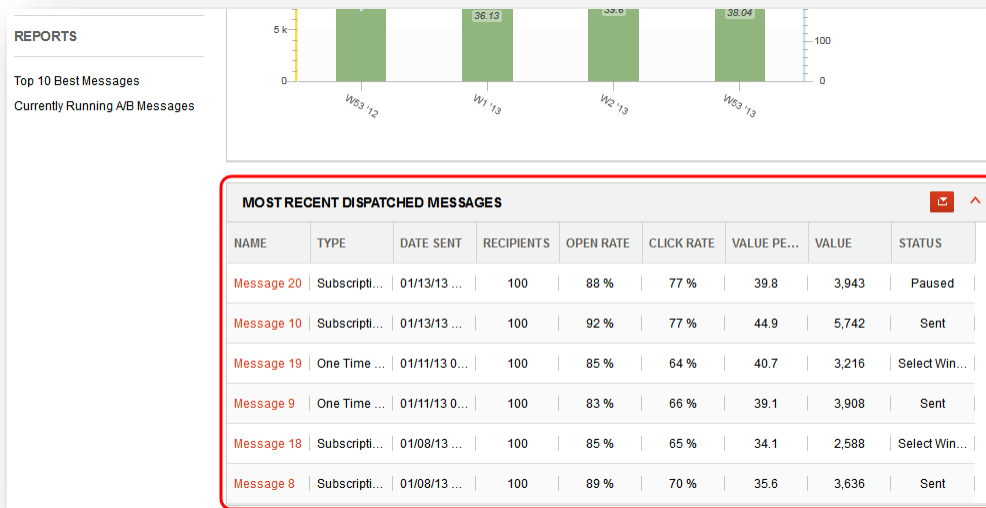 REPORTS
Top 10 Best Messages
Currently Running A/B Messages
36.13
39.6
38.04
5 k
0
100
0
W53 '12
W1 '13
W2 '13
W53 '13
MOST RECENT DISPATCHED MESSAGES
NAME TYPE DATE SENT RECIPIENTS OPEN RATE CLICK RATE VALUE PE... VALUE STATUS
Message 20 Subscripti... 01/13/13 ... 100 88 % 77 % 39.8 3,943 Paused
Message 10 Subscripti... 01/13/13 ... 100 92 % 77 % 44.9 5,742 Sent
Message 19 One Time ... 01/11/13 0... 100 85 % 64 % 40.7 3,216 Select Win...
Message 9 One Time ... 01/11/13 0... 100 83 % 66 % 39.1 3,908 Sent
Message 18 Subscripti... 01/08/13 ... 100 85 % 65 % 34.1 2,588 Select Win...
Message 8 Subscripti... 01/08/13 ... 100 89 % 70 % 35.6 3,636 Sent